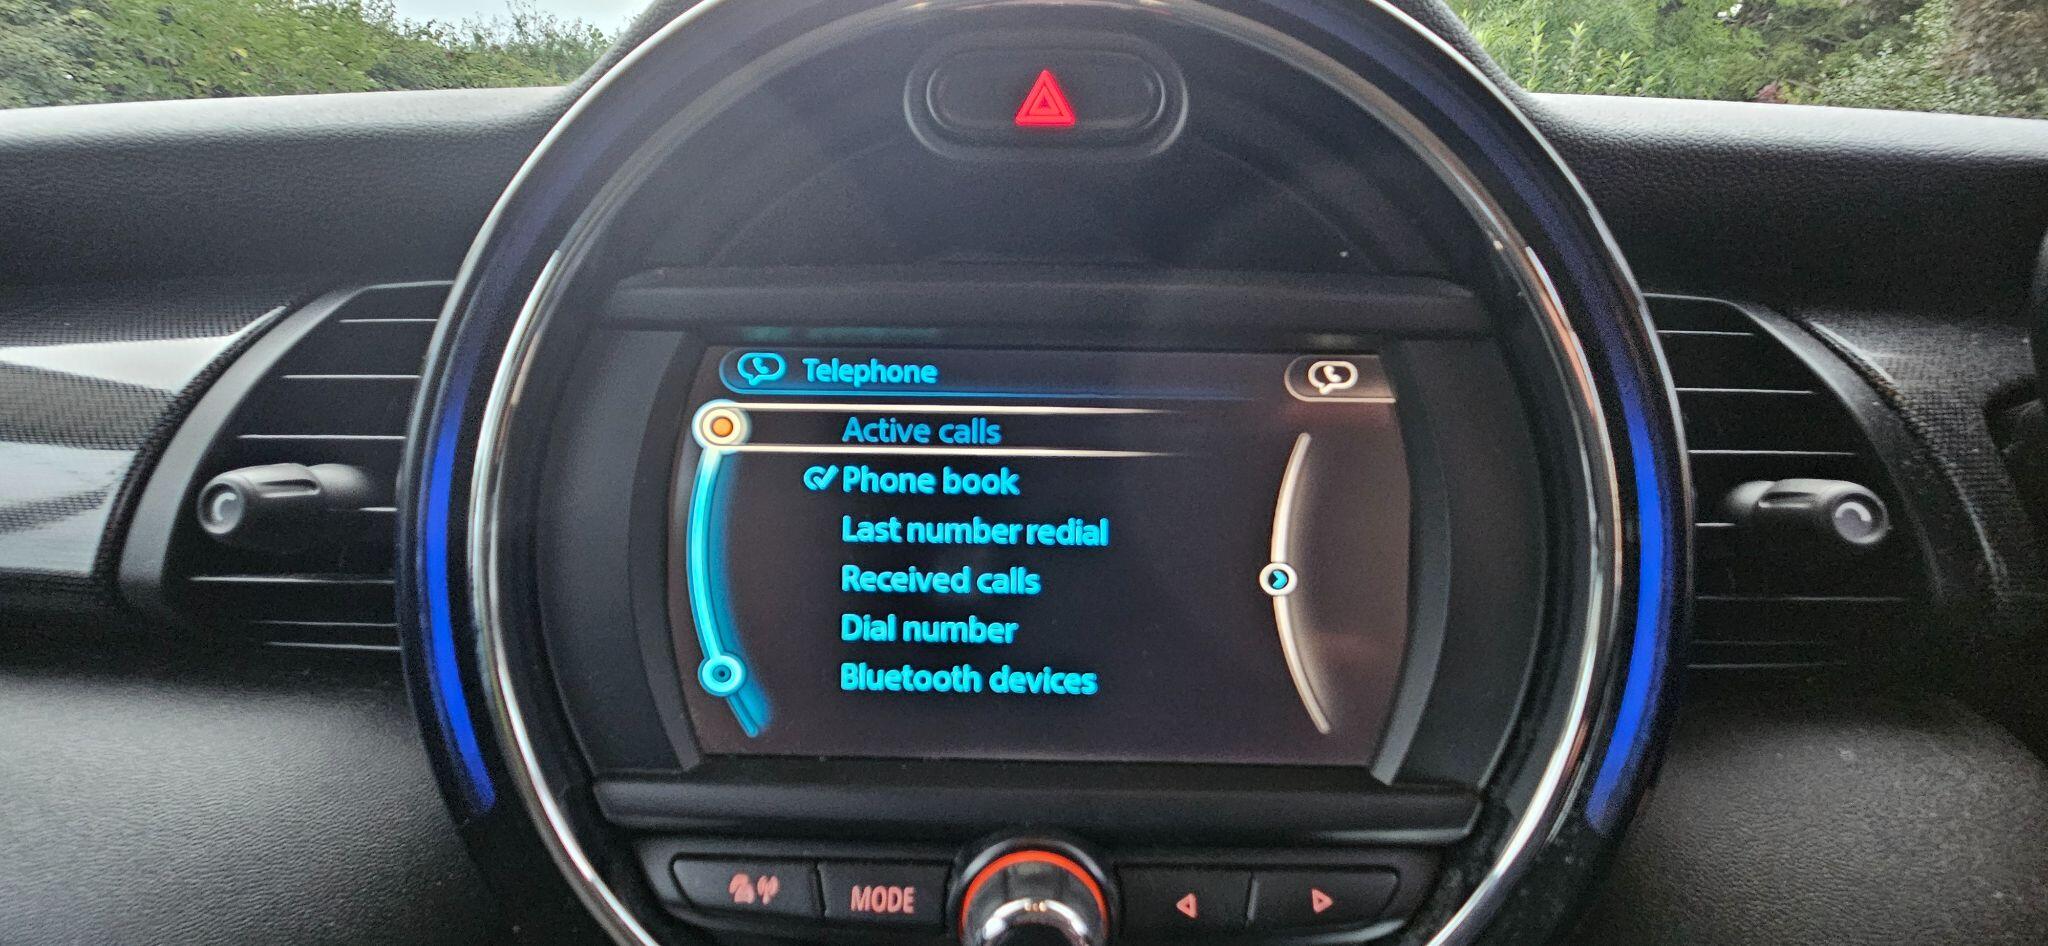 Telephone
Active calls
Phone book
Last number redial
Received calls
Dial number
Bluetooth devices
MODE